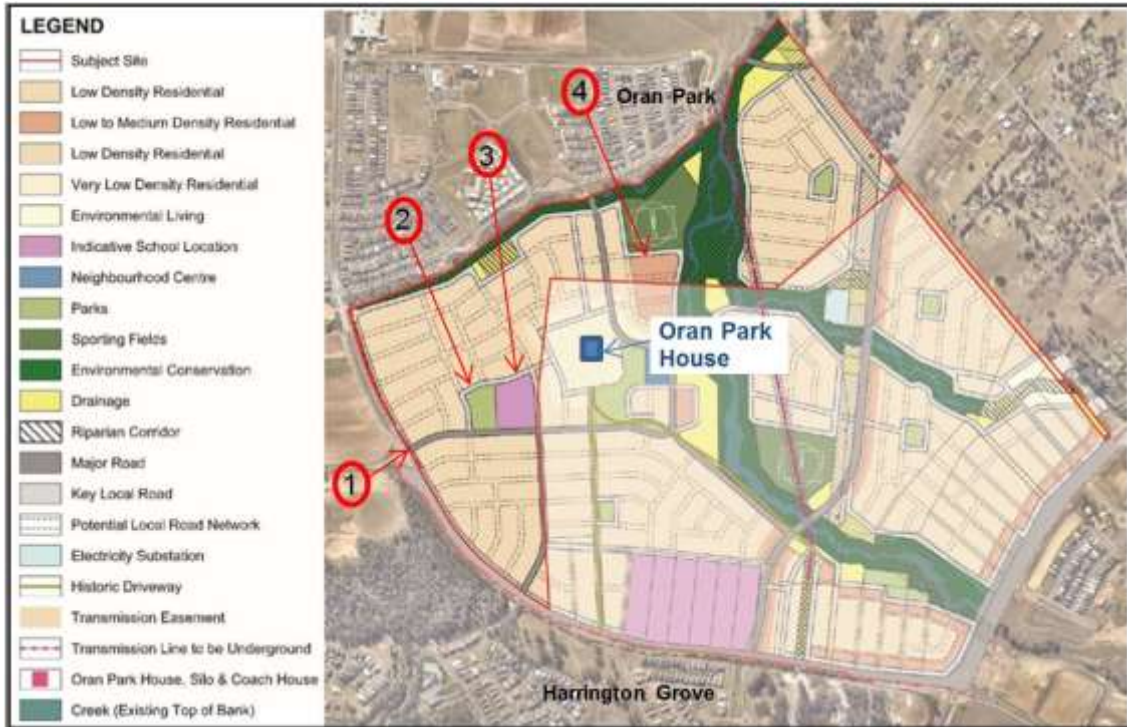 LEGEND
Subject Site
Low Density Residential
Low to Medium Density Residential
Low Density Residential
Very Low Density Residential
Environmental Living
Indicative School Location
Neighbourhood Centre
Parks
Sporting Fields
Environmental Conservation
Drainage
Riparian Corridor
Major Road
Key Local Road
Potential Local Road Network
Electricity Substation
Historic Driveway
Transmission Easement
Transmission Line to be Underground
Oran Park House, Silo & Coach House
Creek (Existing Top of Bank)
4
Oran Park
3
2
Oran Park
House
1
Harrington Grove